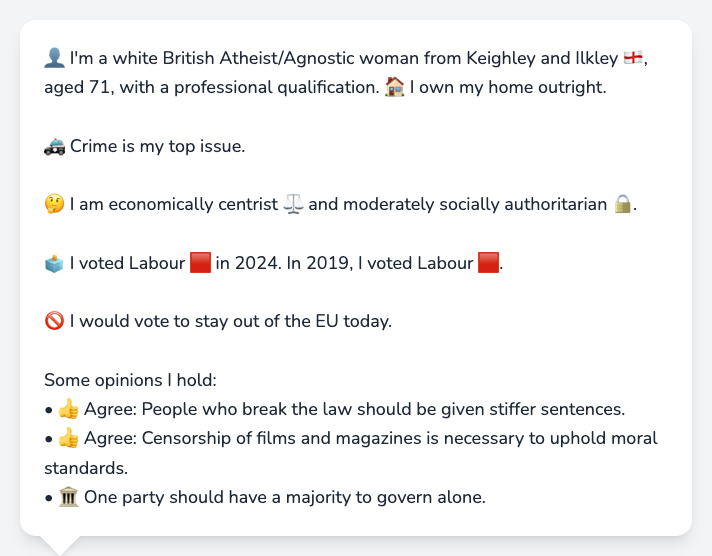 👤 I'm a white British Atheist/Agnostic woman from Keighley and Ilkley 🏴󠁧󠁢󠁥󠁮󠁧󠁿,
aged 71, with a professional qualification. 🏠 I own my home outright.
🚓 Crime is my top issue.
🤔 I am economically centrist ⚖️ and moderately socially authoritarian 🔒.
🗳️ I voted Labour 🟥 in 2024. In 2019, I voted Labour 🟥.
🚫 I would vote to stay out of the EU today.
Some opinions I hold:
• 👍 Agree: People who break the law should be given stiffer sentences.
• 👍 Agree: Censorship of films and magazines is necessary to uphold moral
standards.
• 🏛️ One party should have a majority to govern alone.